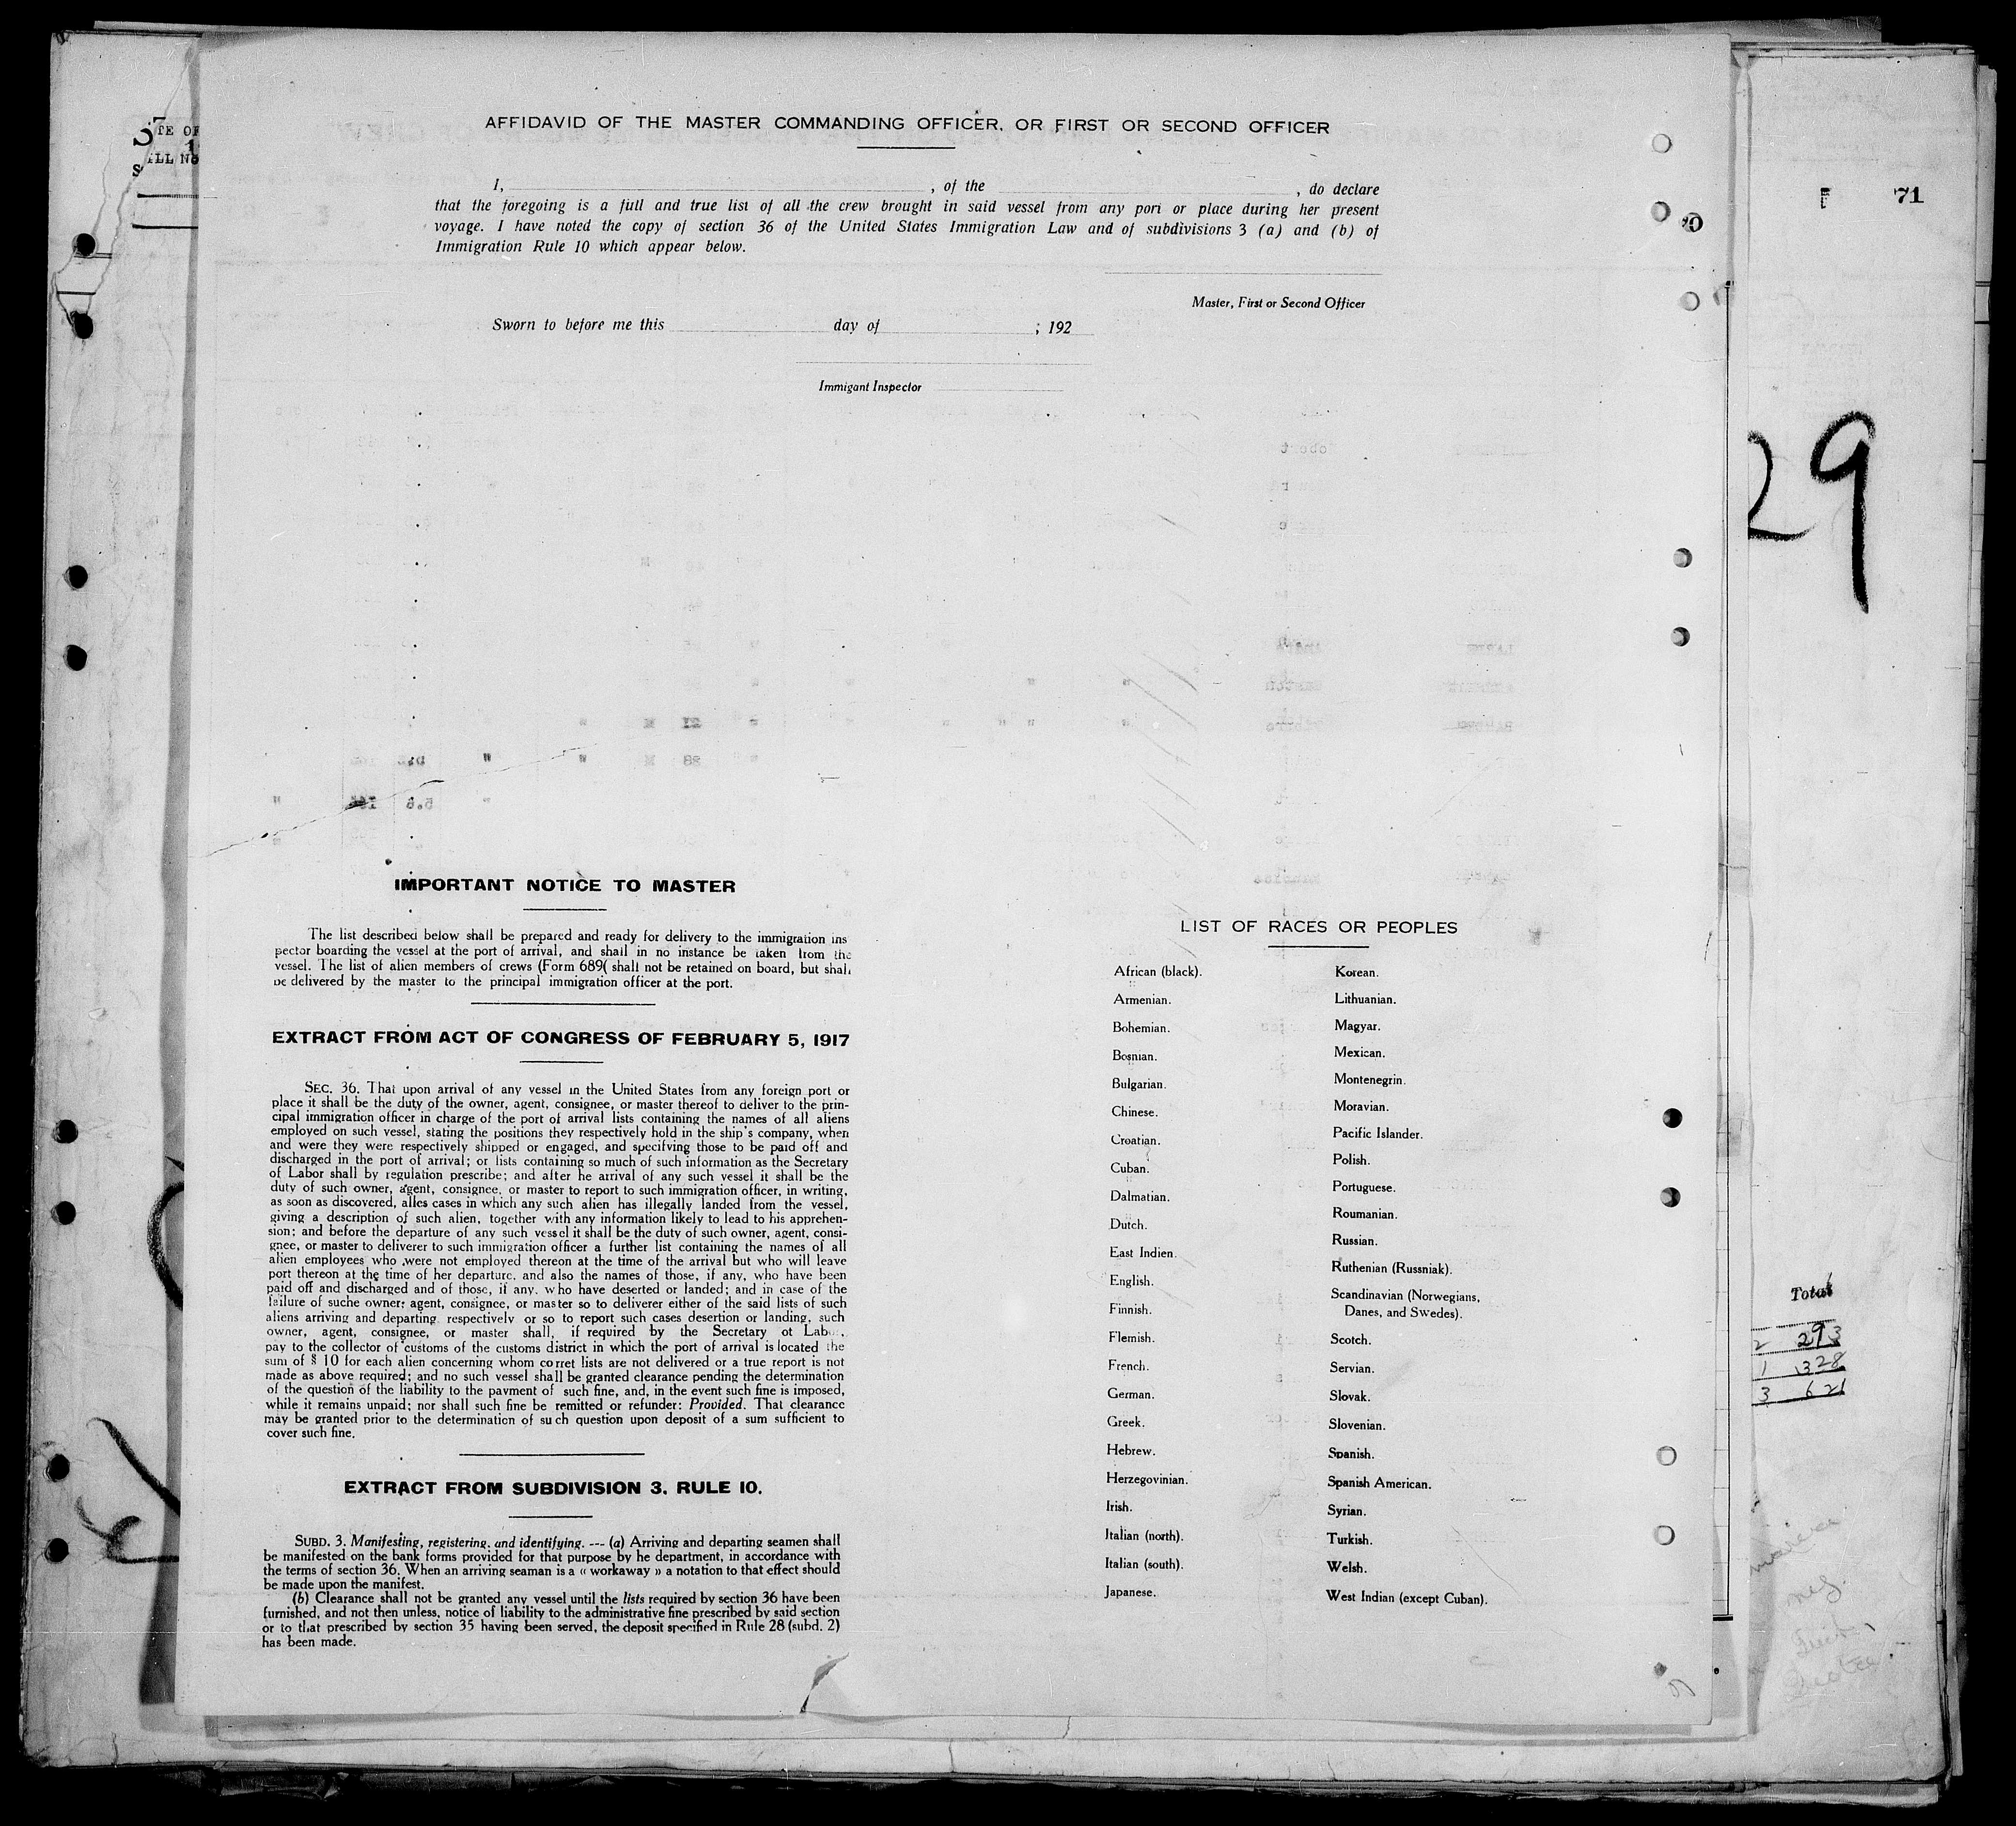 AFFIDAVID OF THE MASTER COMMANDING OFFICER, OR FIRST OR SECOND OFFICER
I, , of the , do declare
that the foregoing is a full and true list of all the crew brought in said vessel from any port or place during her present
voyage. I have noted the copy of section 36 of the United States Immigration Law and of subdivisions 3 (a) and (b) of
Immigration Rule 10 which appear below.
Master, First or Second Officer
Sworn to before me this day of ; 192
Immigant Inspector
IMPORTANT NOTICE TO MASTER
The list described below shall be prepared and ready for delivery to the immigration ins
pector boarding the vessel at the port of arrival, and shall in no instance be taken from the
vessel. The list of alien members of crews (Form 689( shall not be retained on board, but shall
be delivered by the master to the principal immigration officer at the port.
EXTRACT FROM ACT OF CONGRESS OF FEBRUARY 5, 1917
SEC. 36. That upon arrival of any vessel in the United States from any foreign port or
place it shall be the duty of the owner, agent, consignee, or master thereof to deliver to the prin-
cipal immigration officer in charge of the port of arrival lists containing the names of all aliens
employed on such vessel, stating the positions they respectively hold in the ship's company, when
and were they were respectively shipped or engaged, and specifying those to be paid off and
discharged in the port of arrival; or lists containing so much of such information as the Secretary
of Labor shall by regulation prescribe; and after he arrival of any such vessel it shall be the
duty of such owner, agent, consignee, or master to report to such immigration officer, in writing,
as soon as discovered, alles cases in which any such alien has illegally landed from the vessel,
giving a description of such alien, together with any information likely to lead to his apprehen-
sion; and before the departure of any such vessel it shall be the duty of such owner, agent, consi-
gnee, or master to deliverer to such immigration officer a further list containing the names of all
alien employees who were not employed thereon at the time of the arrival but who will leave
port thereon at the time of her departure, and also the names of those, if any, who have been
paid off and discharged and of those, if any, who have deserted or landed; and in case of the
failure of suche owner; agent, consignee, or master so to deliverer either of the said lists of such
aliens arriving and departing respectively or so to report such cases desertion or landing, such
owner, agent, consignee, or master shall, if required by the Secretary ot Labor,
pay to the collector of customs of the customs district in which the port of arrival is located the
sum of § 10 for each alien concerning whom corret lists are not delivered or a true report is not
made as above required; and no such vessel shall be granted clearance pending the determination
of the question of the liability to the payment of such fine, and, in the event such fine is imposed,
while it remains unpaid; nor shall such fine be remitted or refunder: Provided. That clearance
may be granted prior to the determination of such question upon deposit of a sum sufficient to
cover such fine.
EXTRACT FROM SUBDIVISION 3. RULE 10.
SUBD. 3. Manifesting, registering, and identifying. --- (a) Arriving and departing seamen shall
be manifested on the bank forms provided for that purpose by he department, in accordance with
the terms of section 36. When an arriving seaman is a « workaway » a notation to that effect should
be made upon the manifest.
(b) Clearance shall not be granted any vessel until the lists required by section 36 have been
furnished, and not then unless, notice of liability to the administrative fine prescribed by said section
or to that prescribed by section 35 having been served, the deposit specified in Rule 28 (subd. 2)
has been made.
LIST OF RACES OR PEOPLES
African (black).
Armenian.
Bohemian.
Bosnian.
Bulgarian.
Chinese.
Croatian.
Cuban.
Dalmatian.
Dutch.
East Indien.
English.
Finnish.
Flemish.
French.
German.
Greek.
Hebrew.
Herzegovinian.
Irish.
Italian (north).
Italian (south).
Japanese.
Korean.
Lithuanian.
Magyar.
Mexican.
Montenegrin.
Moravian.
Pacific Islander.
Polish.
Portuguese.
Roumanian.
Russian.
Ruthenian (Russniak).
Scandinavian (Norwegians,
Danes, and Swedes).
Scotch.
Servian.
Slovak.
Slovenian.
Spanish.
Spanish American.
Syrian.
Turkish.
Welsh.
West Indian (except Cuban).
71
29
Total
2 293
1 328
3 621